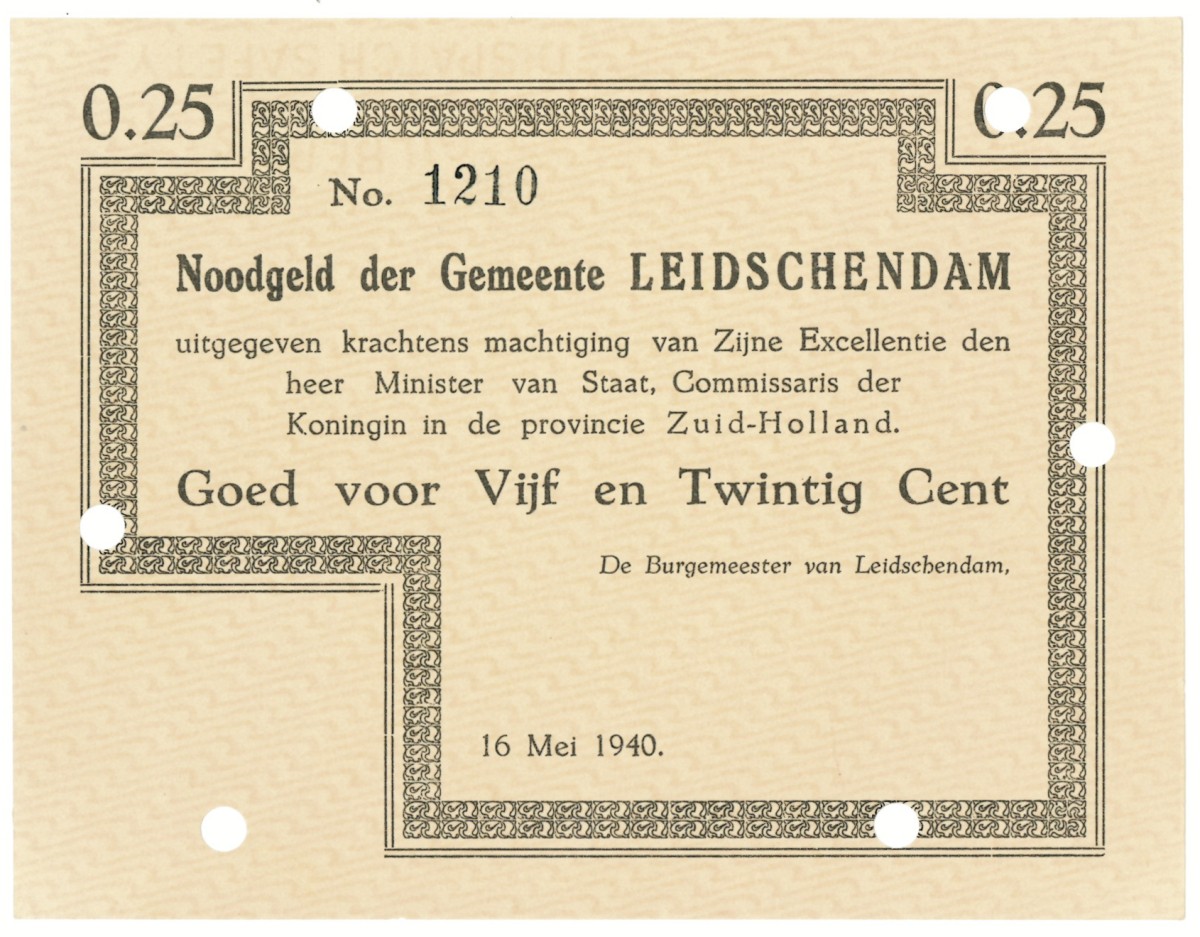 0.25 0.25
No. 1210
Noodgeld der Gemeente LEIDSCHENDAM
uitgegeven krachtens machtiging van Zijne Excellentie den
heer Minister van Staat, Commissaris der
Koningin in de provincie Zuid-Holland.
Goed voor Vijf en Twintig Cent
De Burgemeester van Leidschendam,
16 Mei 1940.